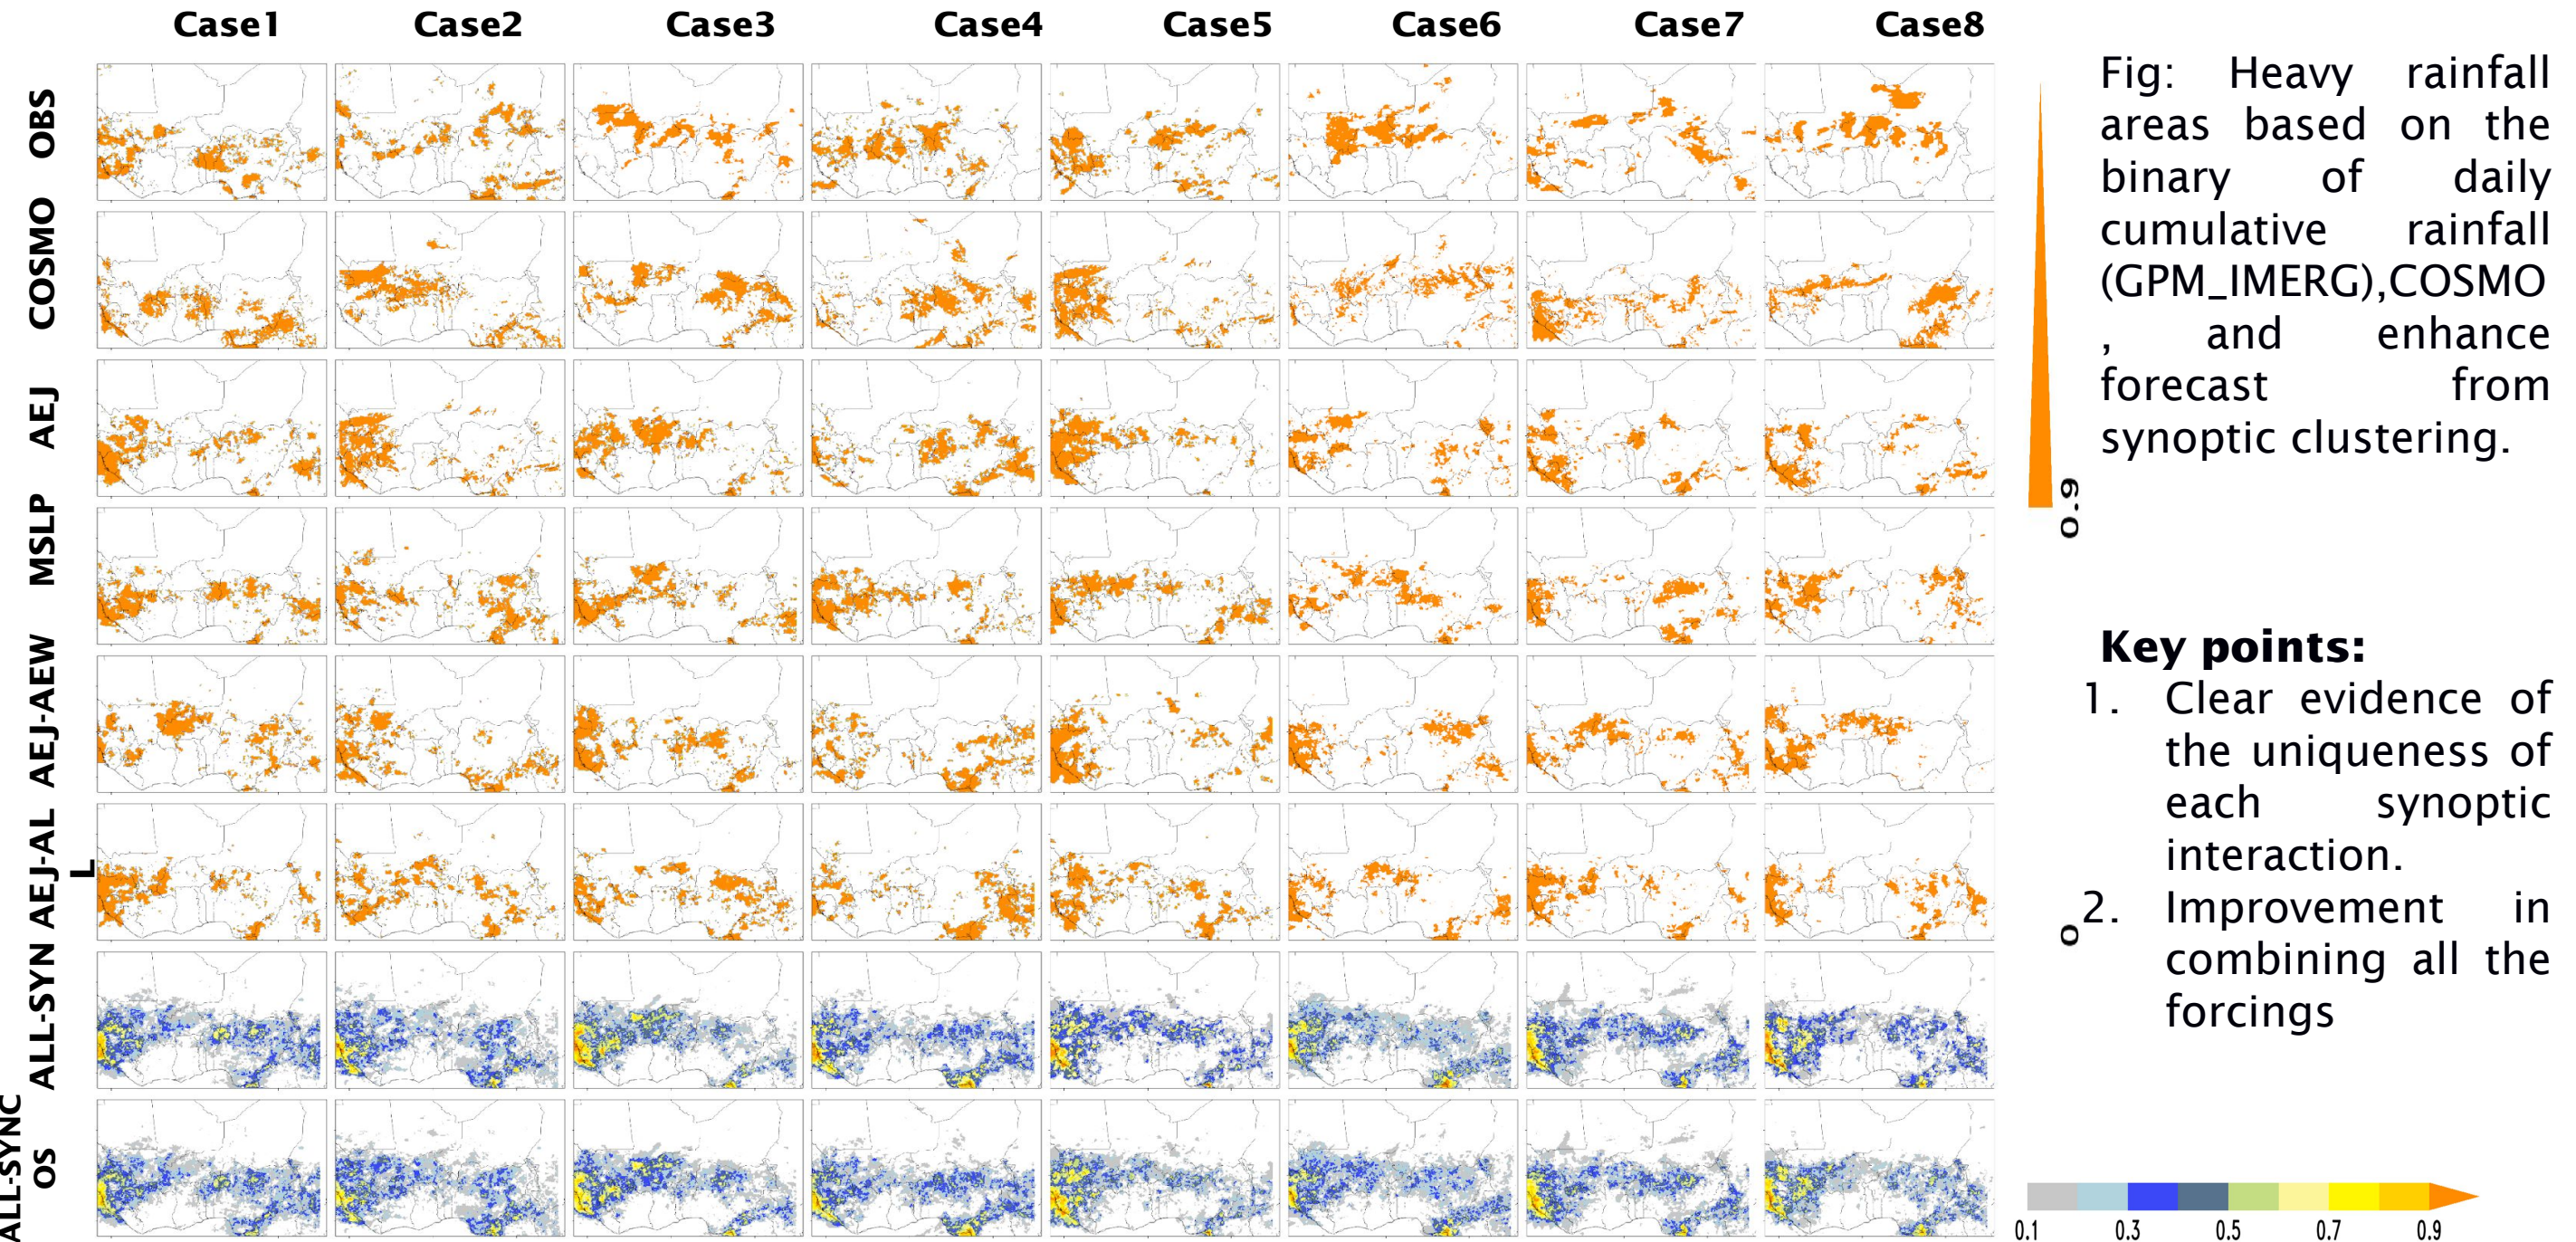 Case1 Case2 Case3 Case4 Case5 Case6 Case7 Case8
OBS
COSMO
AEJ
MSLP
AEJ-AEW
AEJ-AL
L
ALL-SYN
ALL-SYNC
OS
0.9
0
Fig: Heavy rainfall
areas based on the
binary of daily
cumulative rainfall
(GPM_IMERG),COSMO
, and enhance
forecast from
synoptic clustering.
Key points:
1. Clear evidence of
the uniqueness of
each synoptic
interaction.
2. Improvement in
combining all the
forcings
0.1 0.3 0.5 0.7 0.9